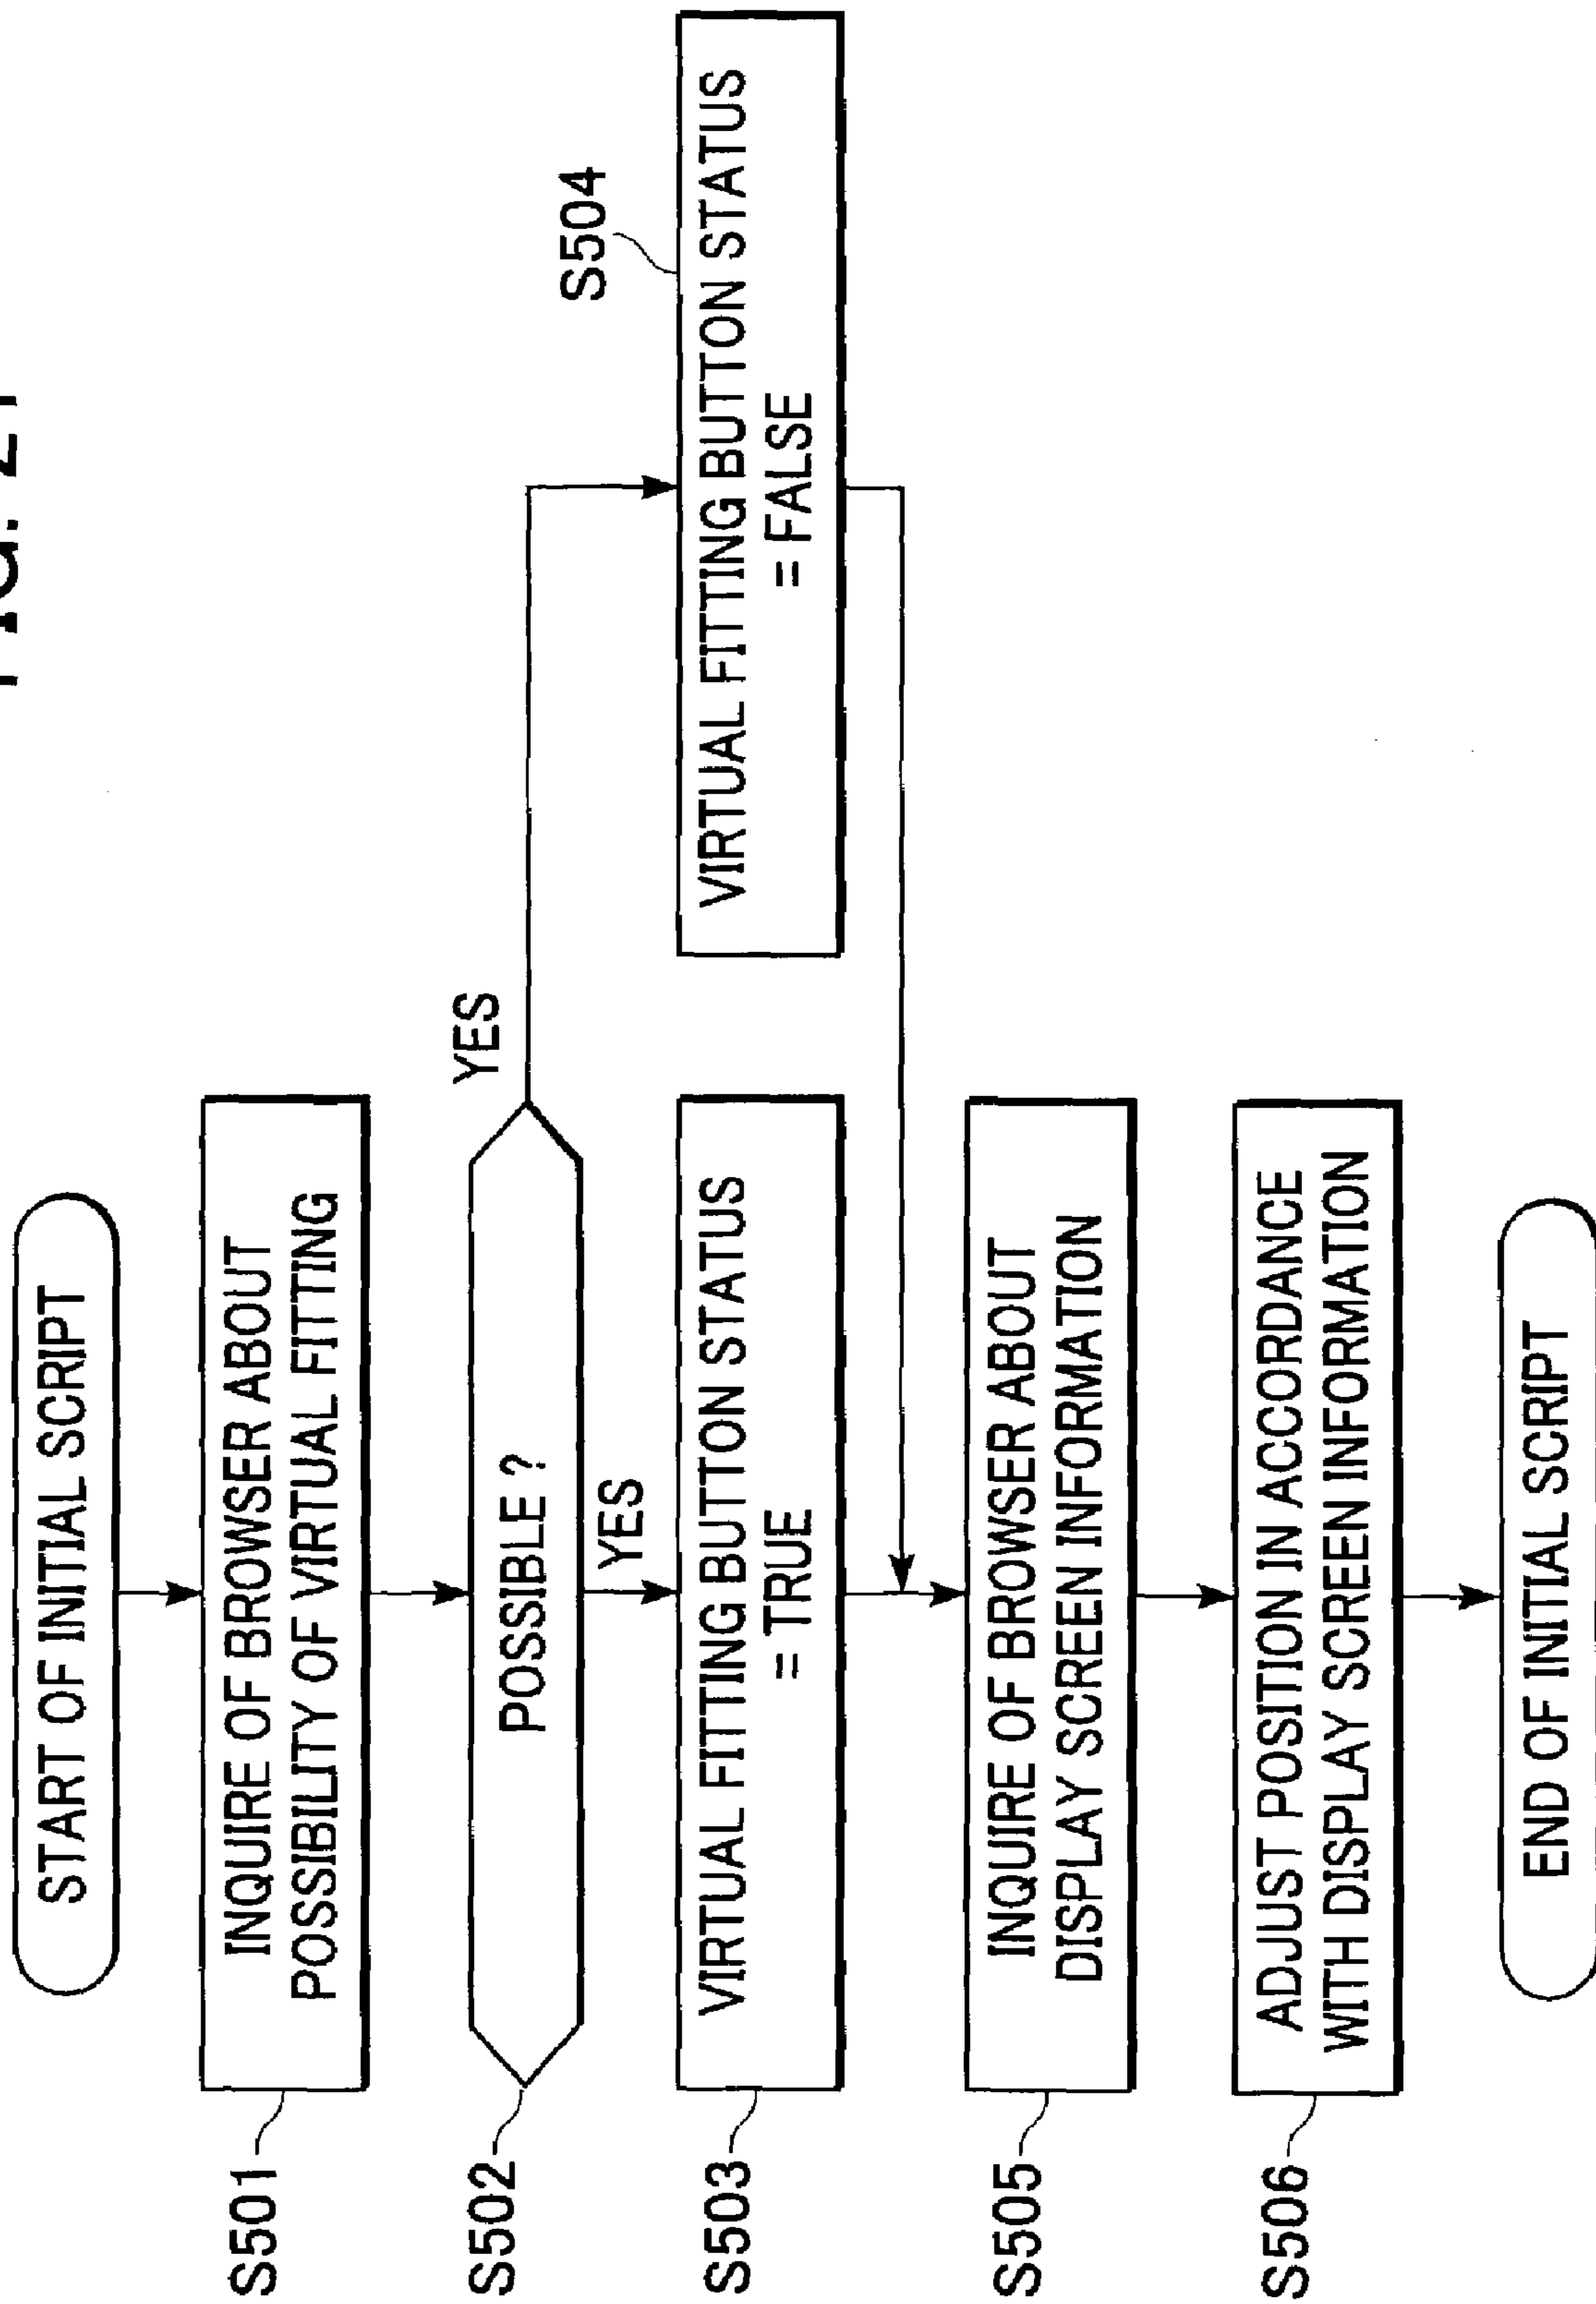 FIG. 21
START OF INITIAL SCRIPT
S501
INQUIRE OF BROWSER ABOUT
POSSIBILITY OF VIRTUAL FITTING
S502
POSSIBLE ?
YES
YES
S503
VIRTUAL FITTING BUTTON STATUS
= TRUE
S504
VIRTUAL FITTING BUTTON STATUS
= FALSE
S505
INQUIRE OF BROWSER ABOUT
DISPLAY SCREEN INFORMATION
S506
ADJUST POSITION IN ACCORDANCE
WITH DISPLAY SCREEN INFORMATION
END OF INITIAL SCRIPT